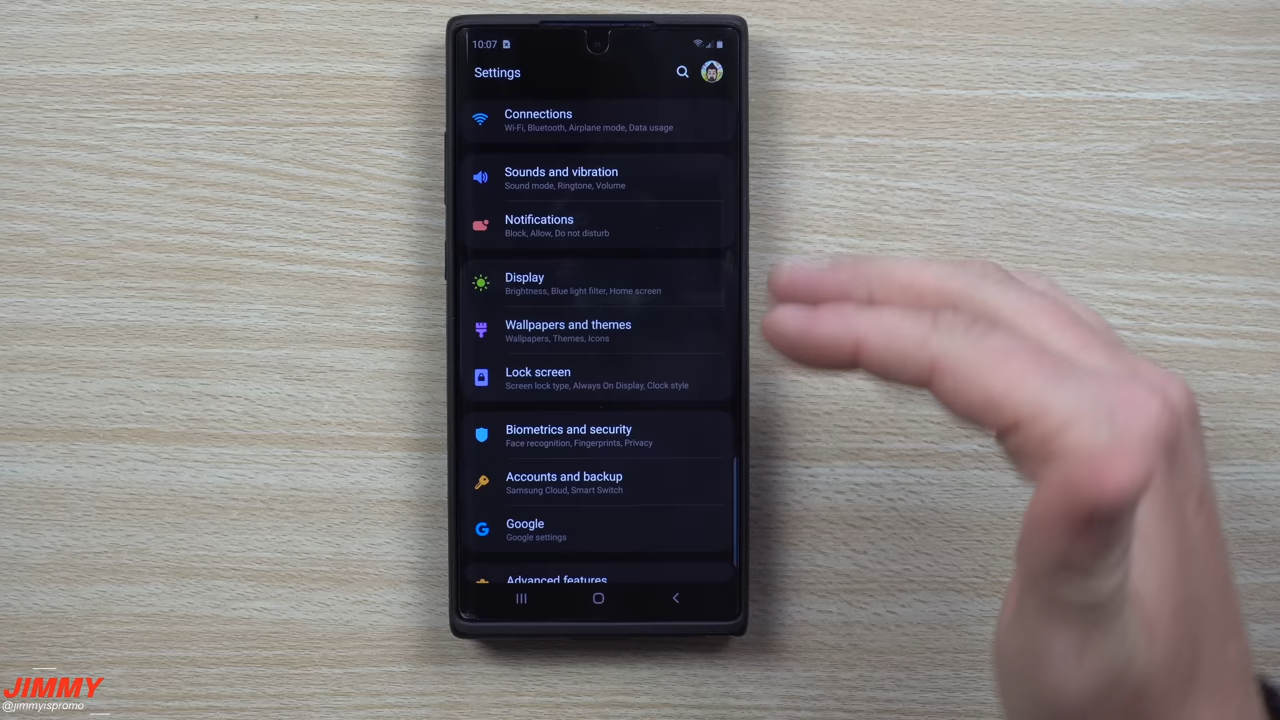 10:07
Settings
Connections
Wi-Fi, Bluetooth, Airplane mode, Data usage
Sounds and vibration
Sound mode, Ringtone, Volume
Notifications
Block, Allow, Do not disturb
Display
Brightness, Blue light filter, Home screen
Wallpapers and themes
Wallpapers, Themes, Icons
Lock screen
Screen lock type, Always On Display, Clock style
Biometrics and security
Face recognition, Fingerprints, Privacy
Accounts and backup
Samsung Cloud, Smart Switch
Google
Google settings
Advanced features
JIMMY
@jimmyispromo